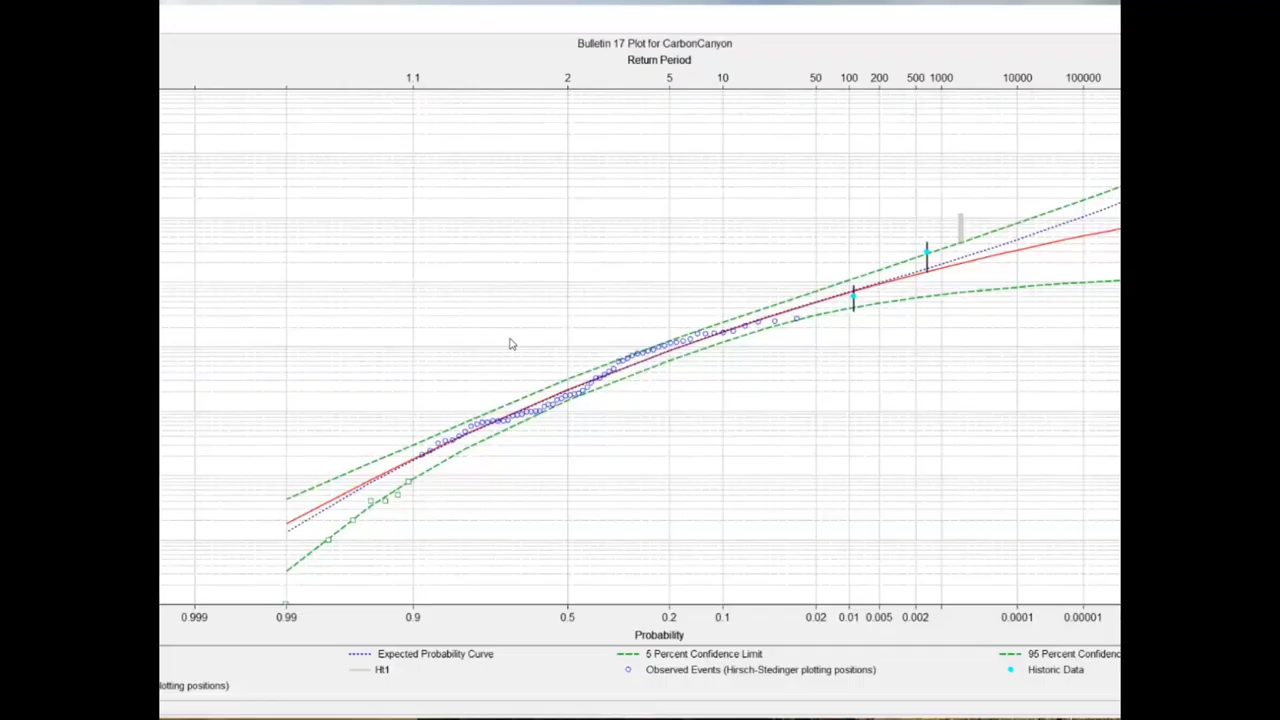 Bulletin 17 Plot for CarbonCanyon
Return Period
1.1 2 5 10 50 100 200 500 1000 10000 100000
0.999 0.99 0.9 0.5 0.2 0.1 0.02 0.01 0.005 0.002 0.0001 0.00001
Probability
Expected Probability Curve 5 Percent Confidence Limit 95 Percent Confidenc
Ht1 Observed Events (Hirsch-Stedinger plotting positions) Historic Data
lotting positions)